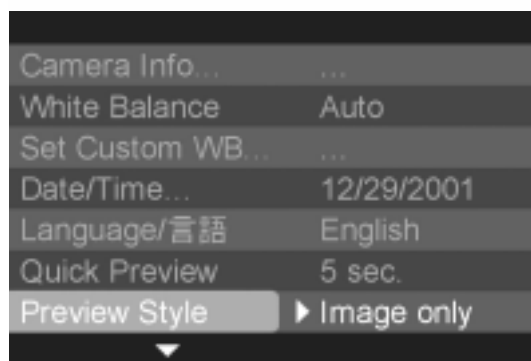 Camera Info... ...
White Balance Auto
Set Custom WB... ...
Date/Time... 12/29/2001
Language/言語 English
Quick Preview 5 sec.
Preview Style Image only